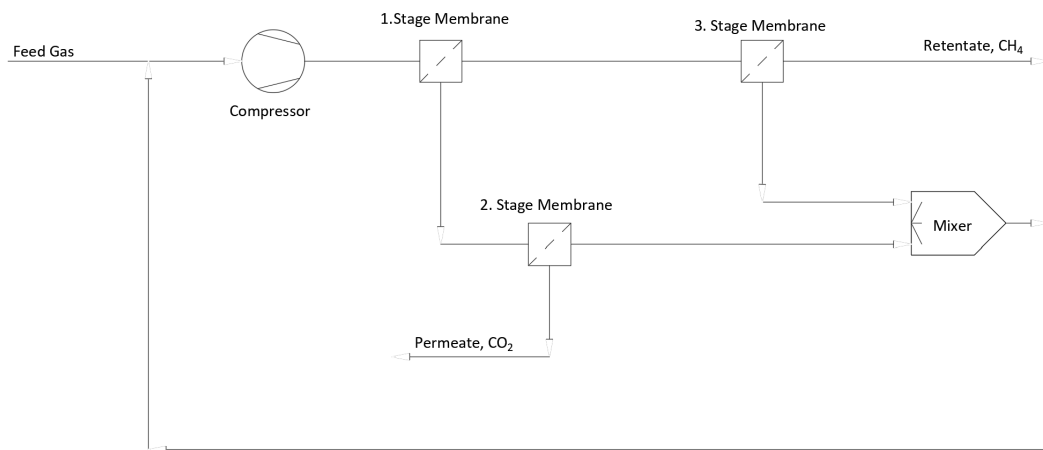 1.Stage Membrane
3. Stage Membrane
Feed Gas
Retentate, CH₄
Compressor
2. Stage Membrane
Mixer
Permeate, CO₂